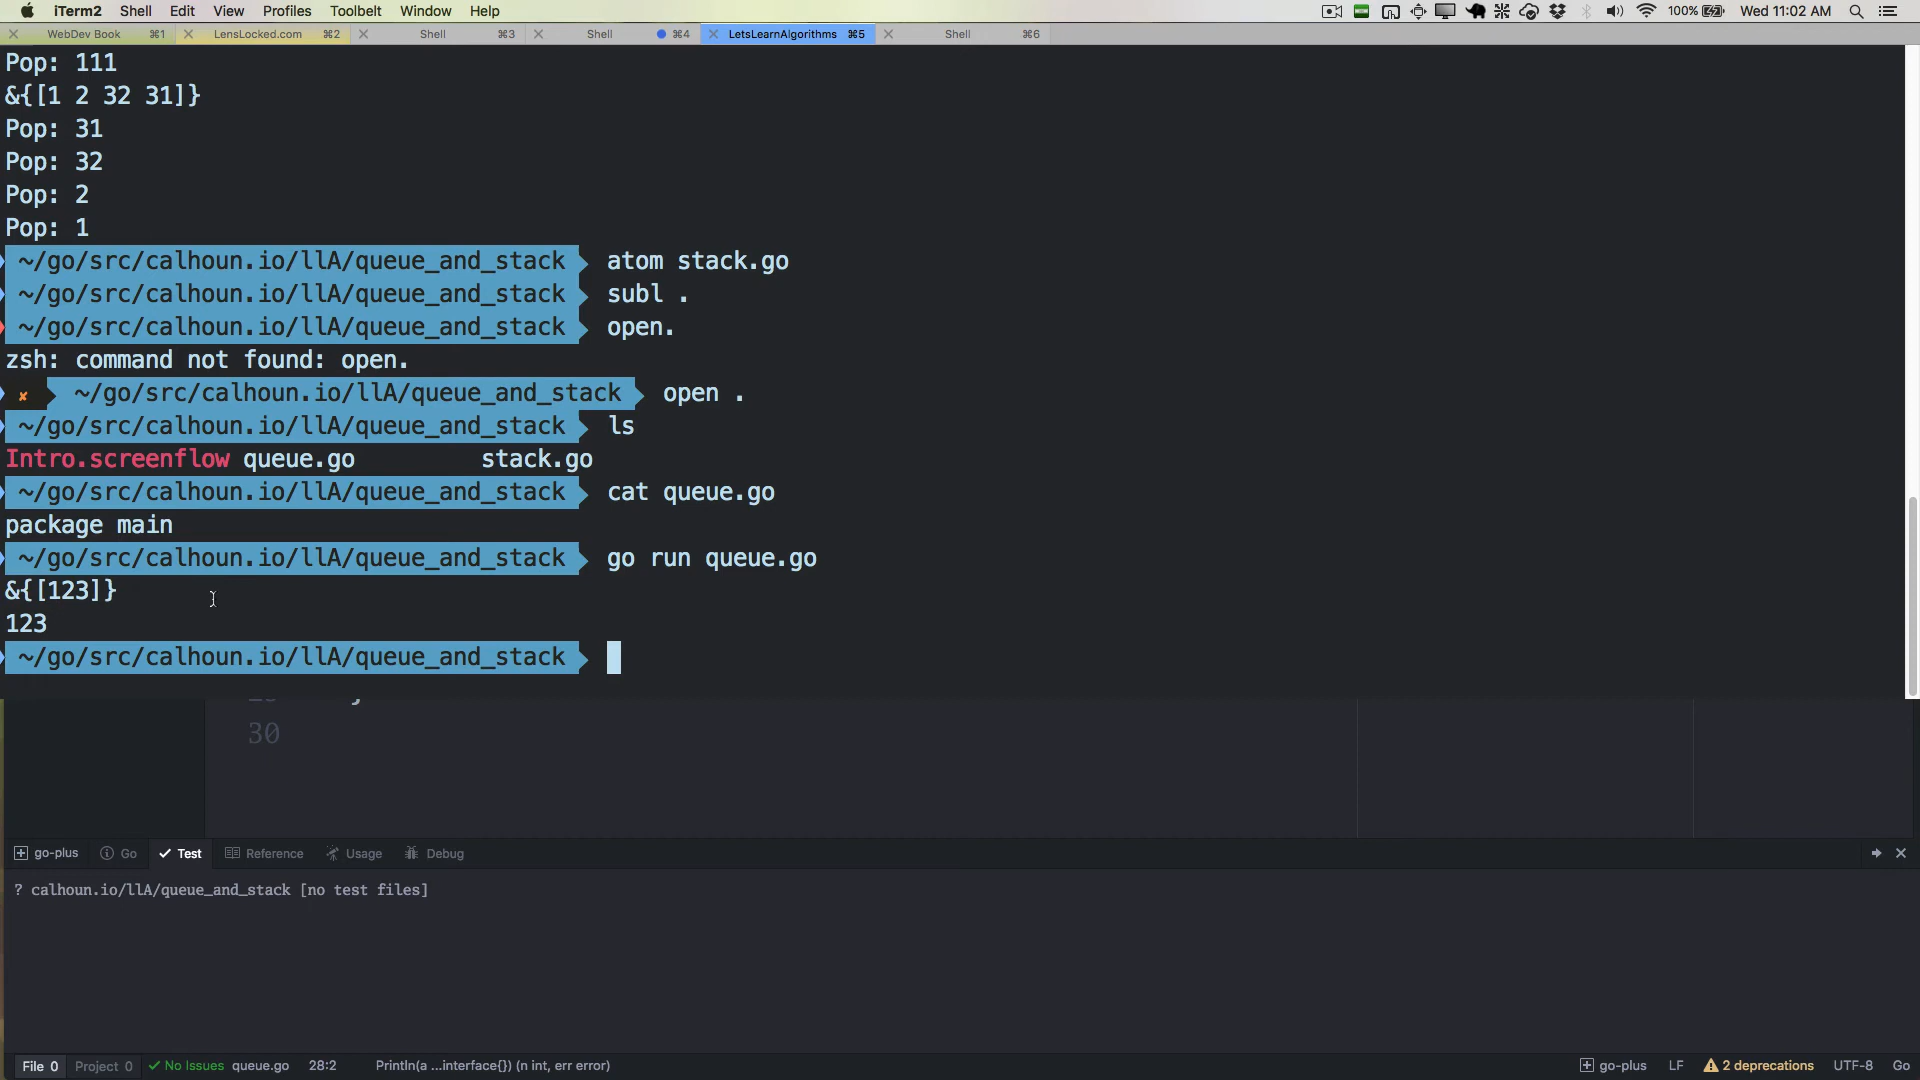 iTerm2 Shell Edit View Profiles Toolbelt Window Help 100% Wed 11:02 AM
WebDev Book ⌘1 LensLocked.com ⌘2 Shell ⌘3 Shell ⌘4 LetsLearnAlgorithms ⌘5 Shell ⌘6
Pop: 111
&{[1 2 32 31]}
Pop: 31
Pop: 32
Pop: 2
Pop: 1
~/go/src/calhoun.io/llA/queue_and_stack atom stack.go
~/go/src/calhoun.io/llA/queue_and_stack subl .
~/go/src/calhoun.io/llA/queue_and_stack open.
zsh: command not found: open.
✘ ~/go/src/calhoun.io/llA/queue_and_stack open .
~/go/src/calhoun.io/llA/queue_and_stack ls
Intro.screenflow queue.go stack.go
~/go/src/calhoun.io/llA/queue_and_stack cat queue.go
package main
~/go/src/calhoun.io/llA/queue_and_stack go run queue.go
&{[123]}
123
~/go/src/calhoun.io/llA/queue_and_stack
30
go-plus Go Test Reference Usage Debug
? calhoun.io/llA/queue_and_stack [no test files]
File 0 Project 0 No Issues queue.go 28:2 Println(a ...interface{}) (n int, err error) go-plus LF 2 deprecations UTF-8 Go